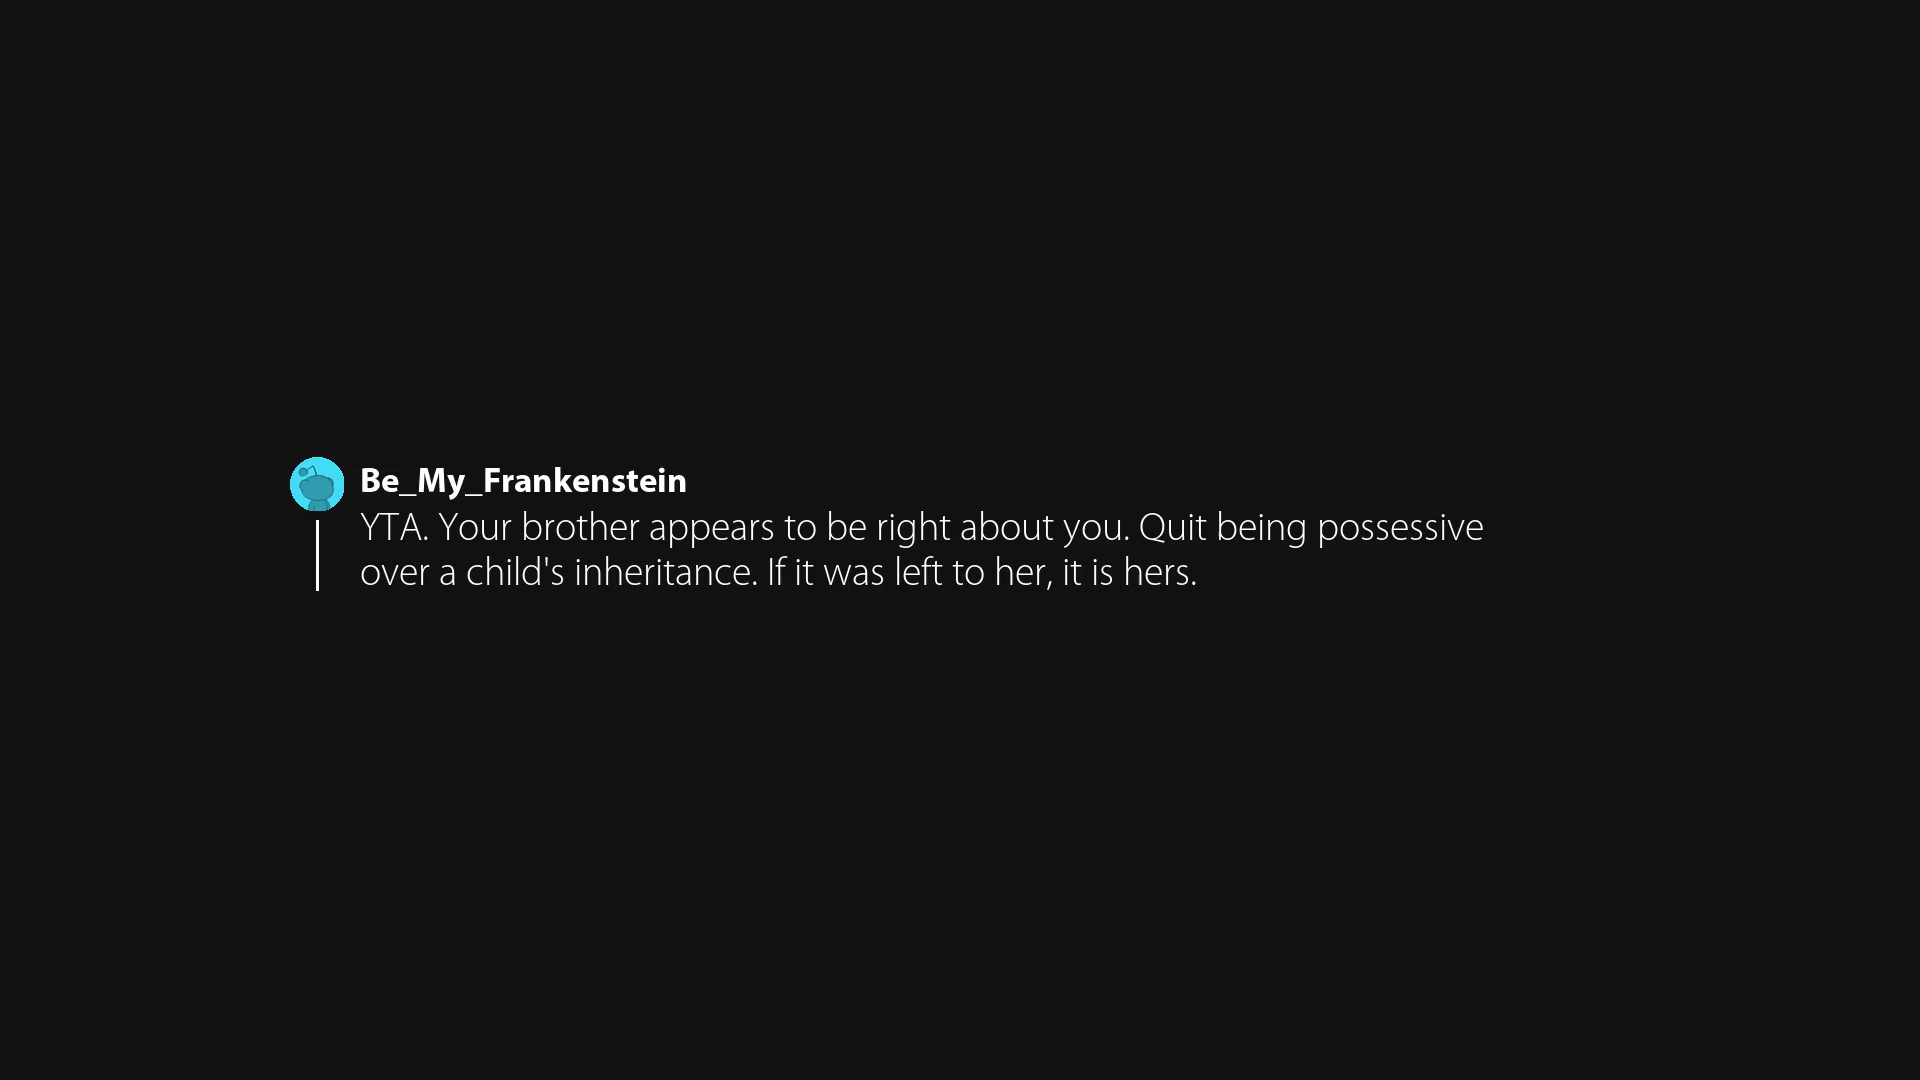 Be_My_Frankenstein
YTA. Your brother appears to be right about you. Quit being possessive
over a child's inheritance. If it was left to her, it is hers.